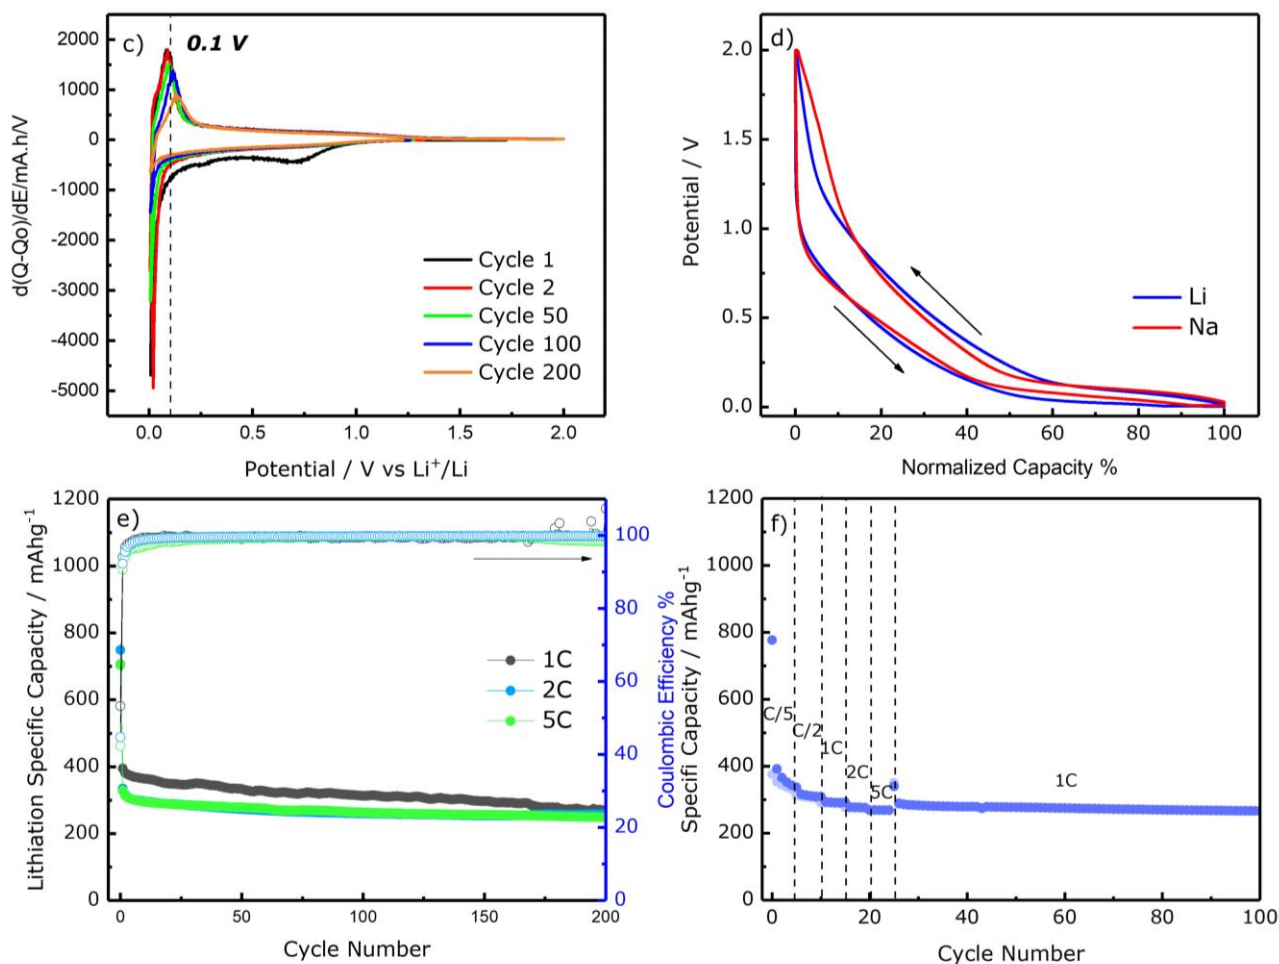 c)
0.1 V
d(Q-Qo)/dE/mA.h/V
2000
1000
0
-1000
-2000
-3000
-4000
-5000
Cycle 1
Cycle 2
Cycle 50
Cycle 100
Cycle 200
0.0 0.5 1.0 1.5 2.0
Potential / V vs Li⁺/Li
d)
Potential / V
2.0
1.5
1.0
0.5
0.0
Li
Na
0 20 40 60 80 100
Normalized Capacity %
e)
Lithiation Specific Capacity / mAhg⁻¹
1200
1000
800
600
400
200
0
1C
2C
5C
100
80
60
40
20
0
Coulombic Efficiency %
0 50 100 150 200
Cycle Number
f)
Specifi Capacity / mAhg⁻¹
1200
1000
800
600
400
200
0
C/5
C/2
1C
2C
5C
1C
0 20 40 60 80 100
Cycle Number